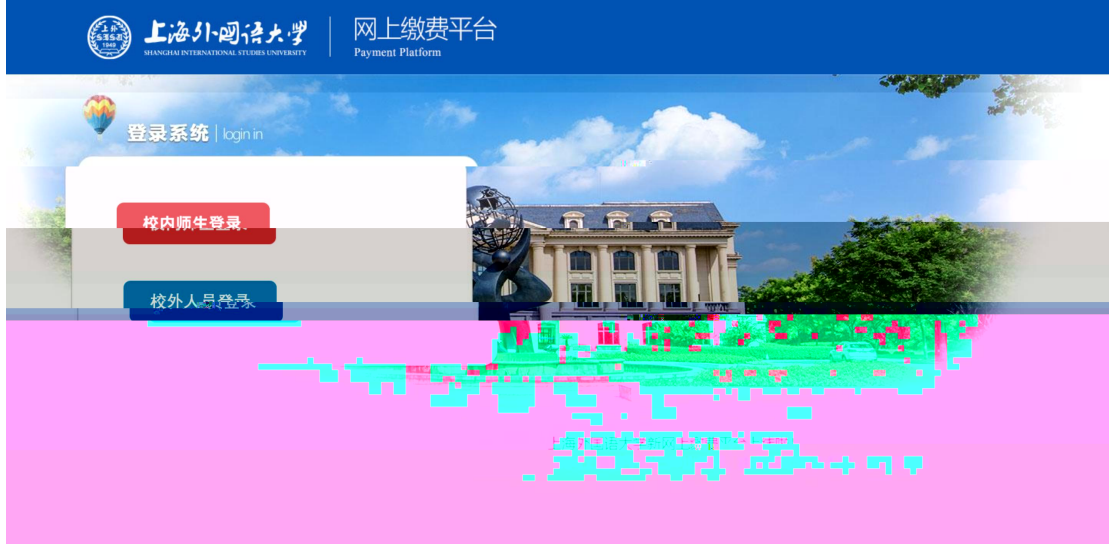 上海外国语大学
SHANGHAI INTERNATIONAL STUDIES UNIVERSITY
1949
网上缴费平台
Payment Platform
登录系统 | login in
校内师生登录
校外人员登录